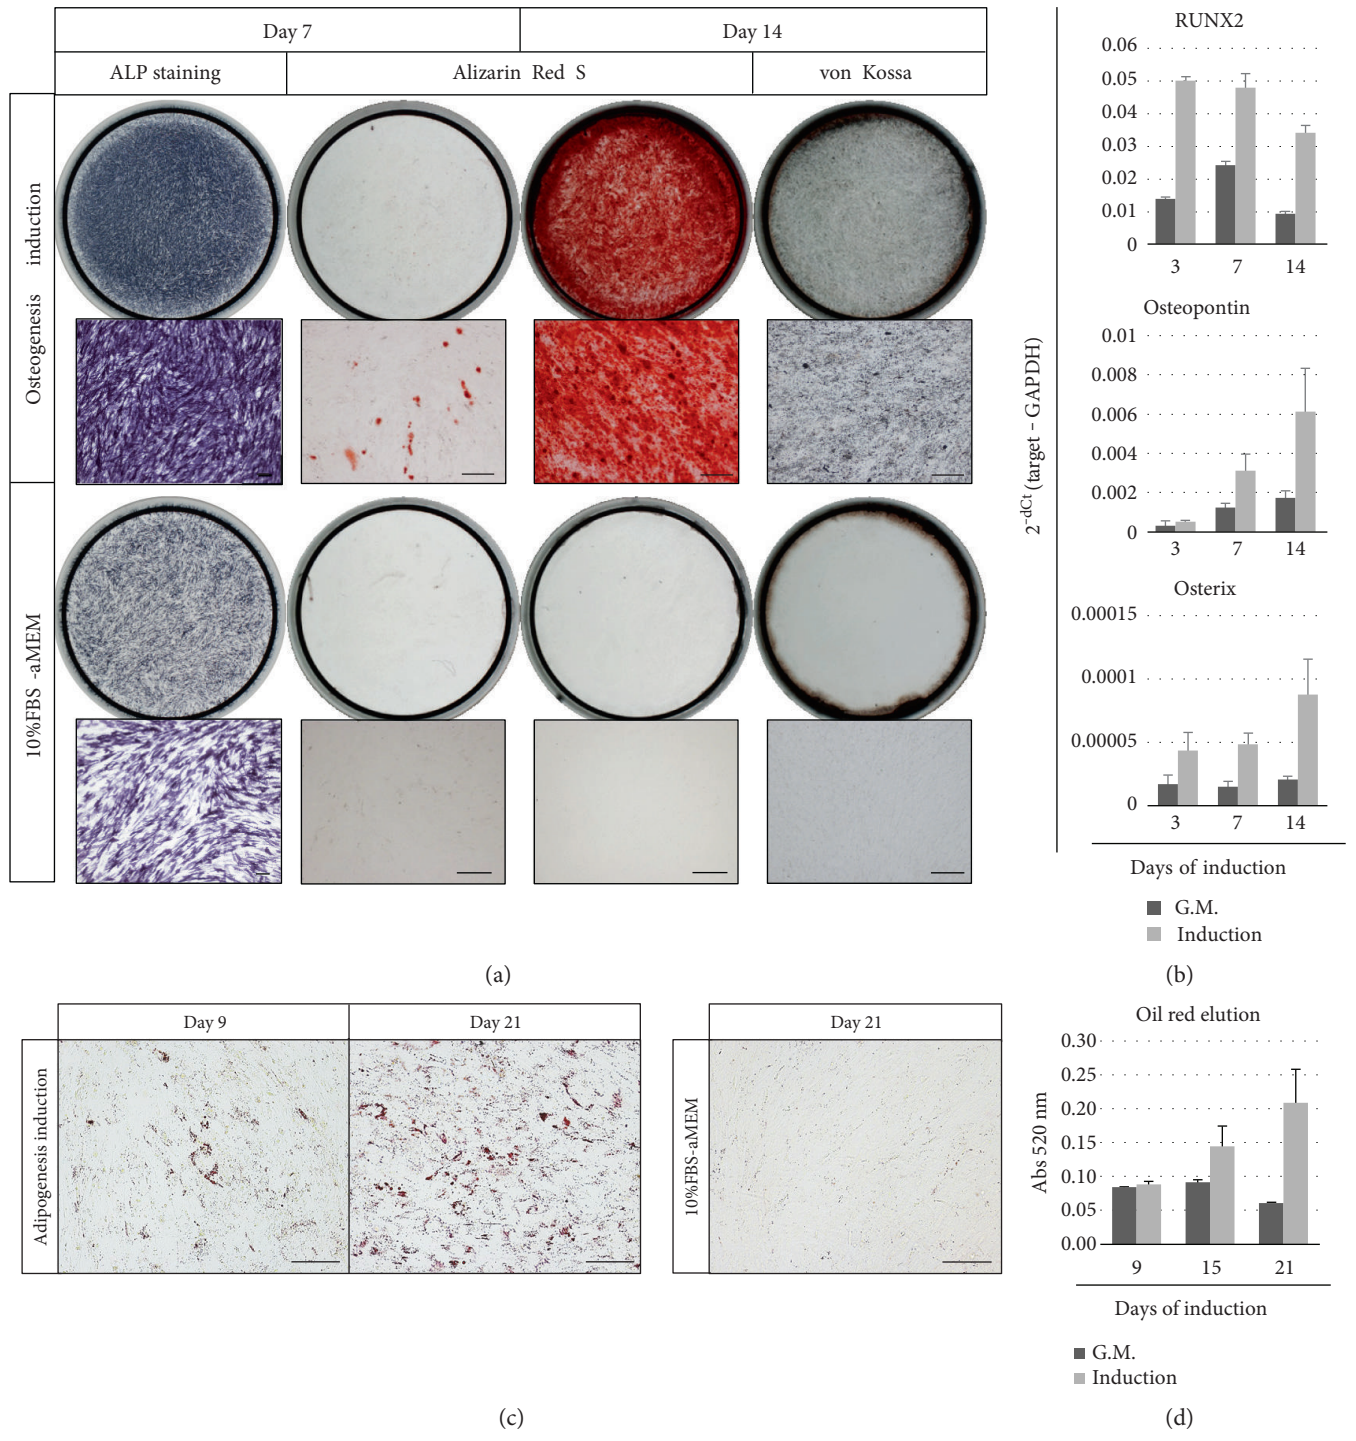 Day 7
Day 14
ALP staining
Alizarin Red S
von Kossa
Osteogenesis induction
10%FBS -aMEM
(a)
2^-dCt (target - GAPDH)
RUNX2
0.06
0.05
0.04
0.03
0.02
0.01
0
3 7 14
Osteopontin
0.01
0.008
0.006
0.004
0.002
0
3 7 14
Osterix
0.00015
0.0001
0.00005
0
3 7 14
Days of induction
G.M.
Induction
(b)
Day 9
Day 21
Adipogenesis induction
Day 21
10%FBS-aMEM
(c)
Oil red elution
Abs 520 nm
0.30
0.25
0.20
0.15
0.10
0.05
0.00
9 15 21
Days of induction
G.M.
Induction
(d)